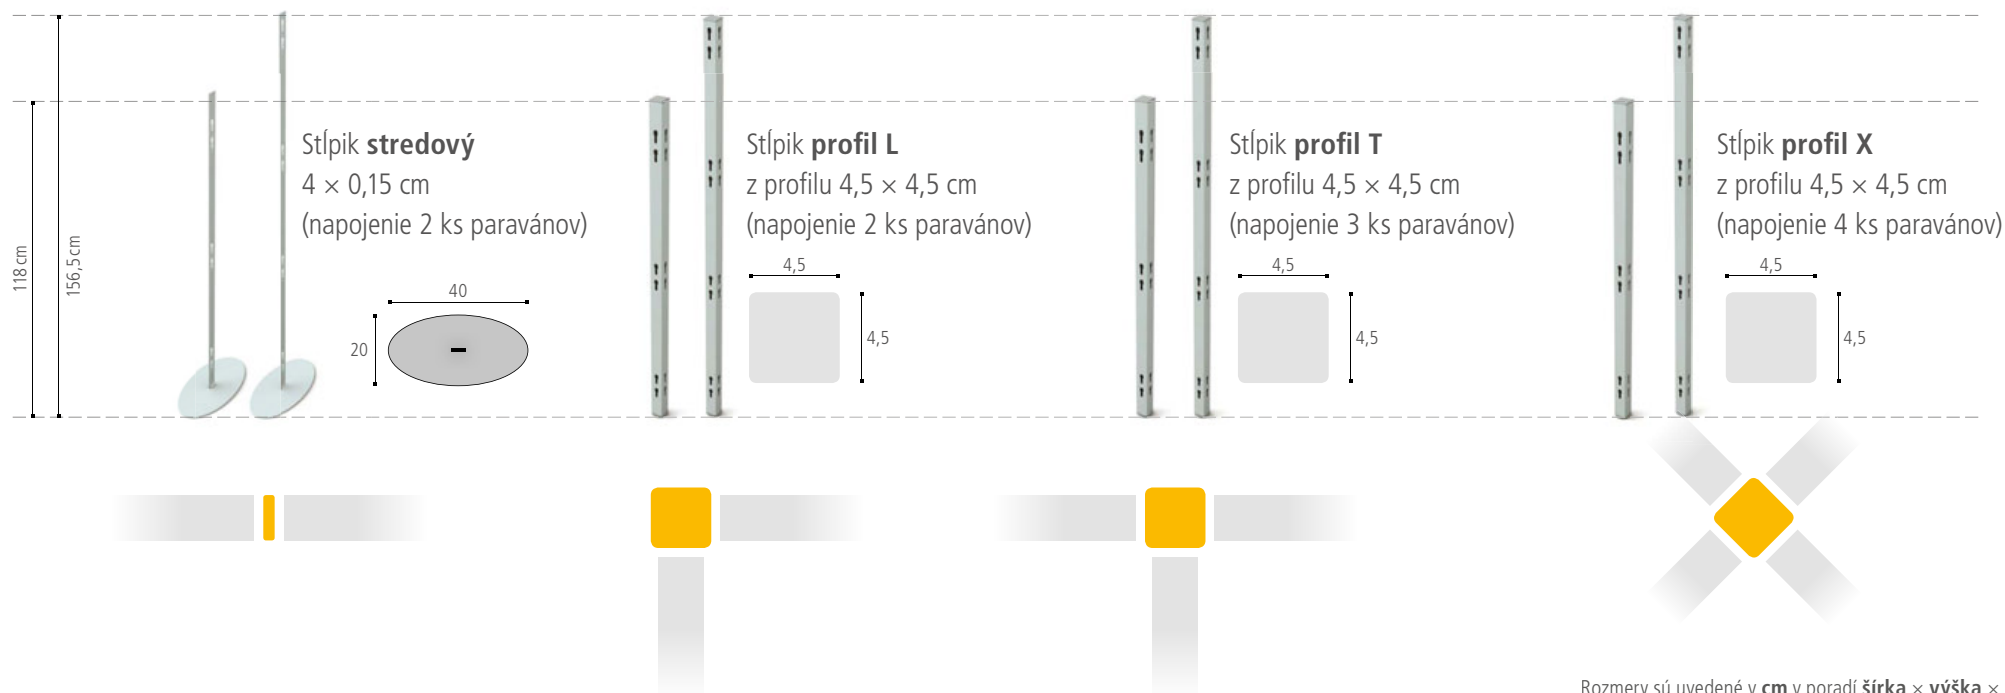 118 cm
156,5 cm
Stĺpik stredový
4 × 0,15 cm
(napojenie 2 ks paravánov)
40
20
Stĺpik profil L
z profilu 4,5 × 4,5 cm
(napojenie 2 ks paravánov)
4,5
4,5
Stĺpik profil T
z profilu 4,5 × 4,5 cm
(napojenie 3 ks paravánov)
4,5
4,5
Stĺpik profil X
z profilu 4,5 × 4,5 cm
(napojenie 4 ks paravánov)
4,5
4,5
Rozmery sú uvedené v cm v poradí šírka × výška ×